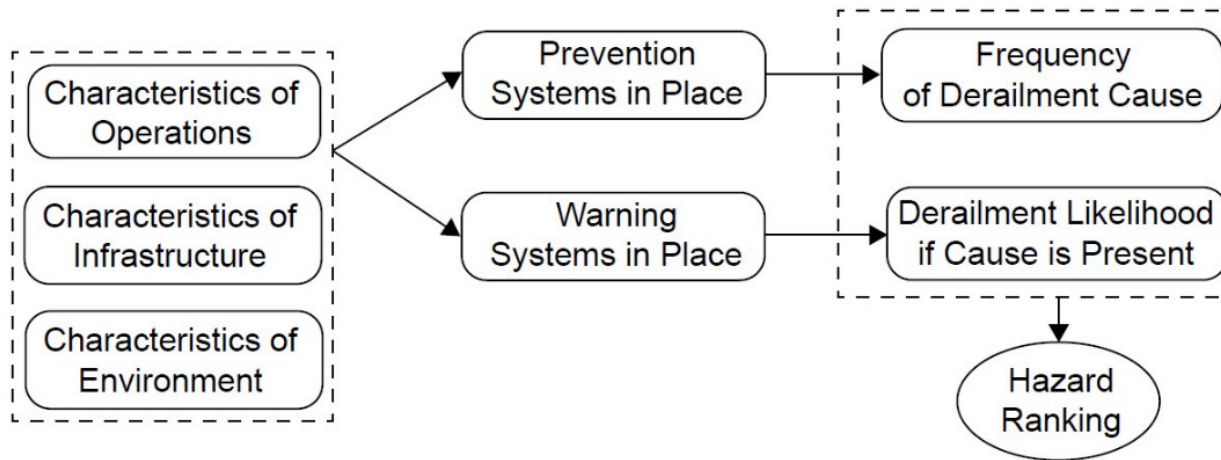 Characteristics of
Operations
Characteristics of
Infrastructure
Characteristics of
Environment
Prevention
Systems in Place
Warning
Systems in Place
Frequency
of Derailment Cause
Derailment Likelihood
if Cause is Present
Hazard
Ranking